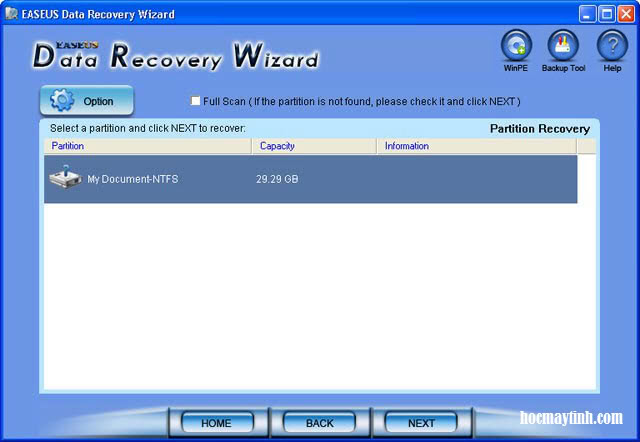 EASEUS Data Recovery Wizard
EASEUS
Data Recovery Wizard
WinPE
Backup Tool
Help
Option
Full Scan ( If the partition is not found, please check it and click NEXT )
Select a partition and click NEXT to recover:
Partition Recovery
Partition Capacity Information
My Document-NTFS 29.29 GB
HOME
BACK
NEXT
hocmaytinh.com